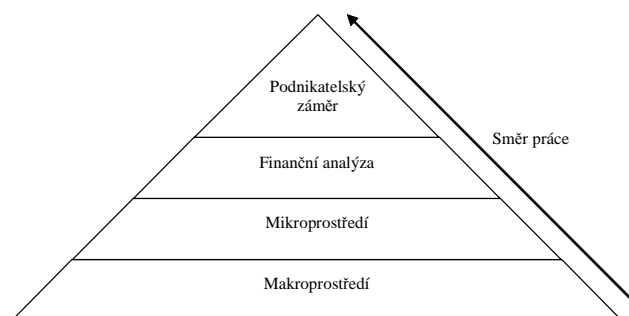 Podnikatelský
záměr
Směr práce
Finanční analýza
Mikroprostředí
Makroprostředí